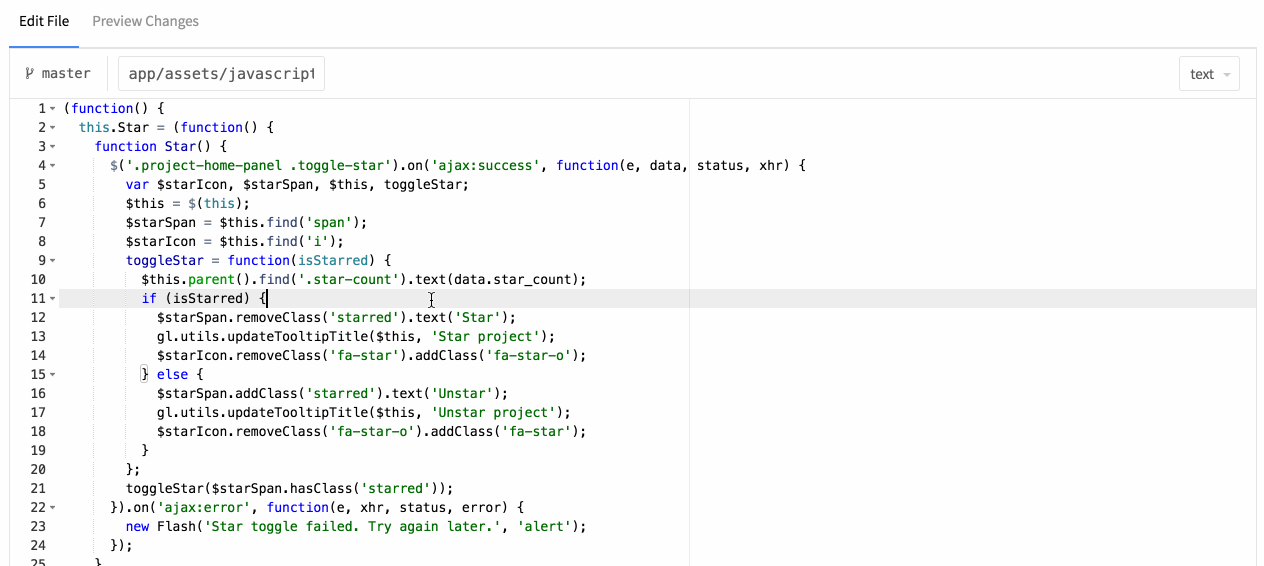 Edit File Preview Changes
master app/assets/javascript text
1 (function() {
2 this.Star = (function() {
3 function Star() {
4 $('.project-home-panel .toggle-star').on('ajax:success', function(e, data, status, xhr) {
5 var $starIcon, $starSpan, $this, toggleStar;
6 $this = $(this);
7 $starSpan = $this.find('span');
8 $starIcon = $this.find('i');
9 toggleStar = function(isStarred) {
10 $this.parent().find('.star-count').text(data.star_count);
11 if (isStarred) {
12 $starSpan.removeClass('starred').text('Star');
13 gl.utils.updateTooltipTitle($this, 'Star project');
14 $starIcon.removeClass('fa-star').addClass('fa-star-o');
15 } else {
16 $starSpan.addClass('starred').text('Unstar');
17 gl.utils.updateTooltipTitle($this, 'Unstar project');
18 $starIcon.removeClass('fa-star-o').addClass('fa-star');
19 }
20 };
21 toggleStar($starSpan.hasClass('starred'));
22 }).on('ajax:error', function(e, xhr, status, error) {
23 new Flash('Star toggle failed. Try again later.', 'alert');
24 });
25 }